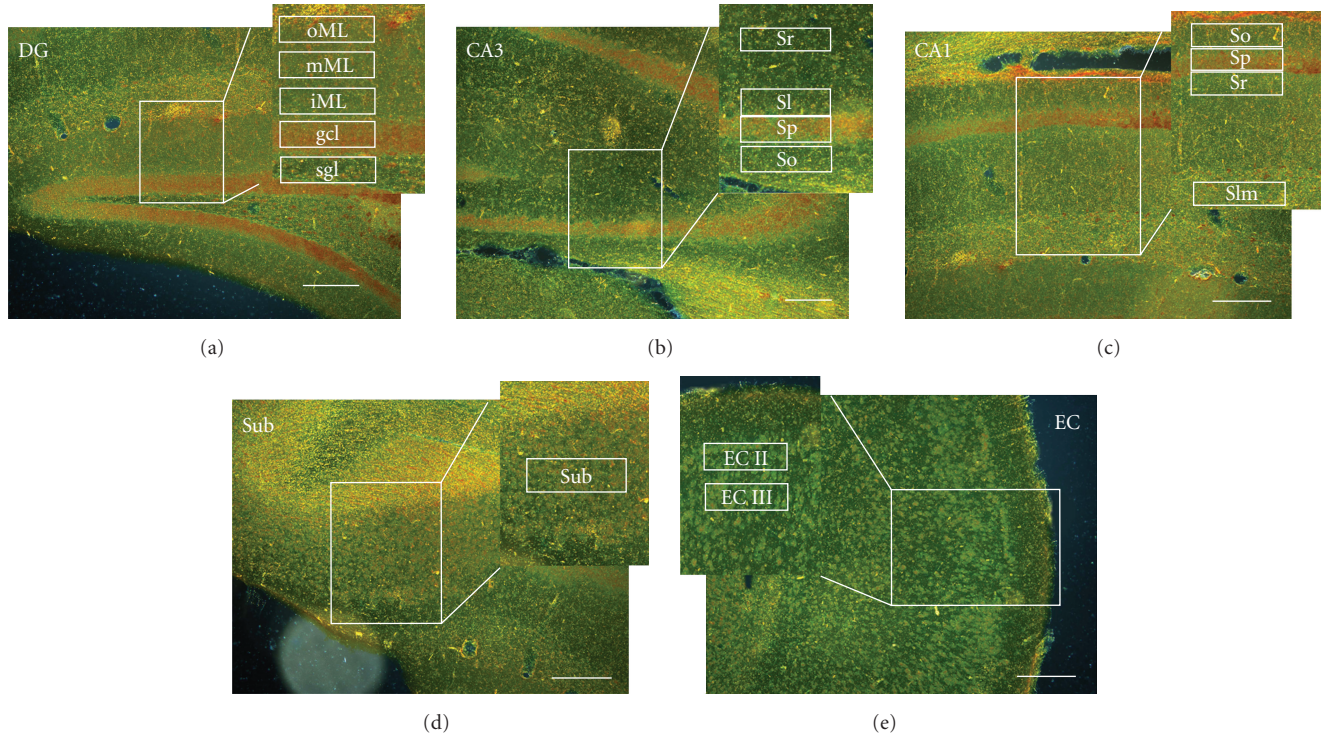 DG
oML
mML
iML
gcl
sgl
(a)
CA3
Sr
Sl
Sp
So
(b)
CA1
So
Sp
Sr
Slm
(c)
Sub
Sub
(d)
EC II
EC III
EC
(e)